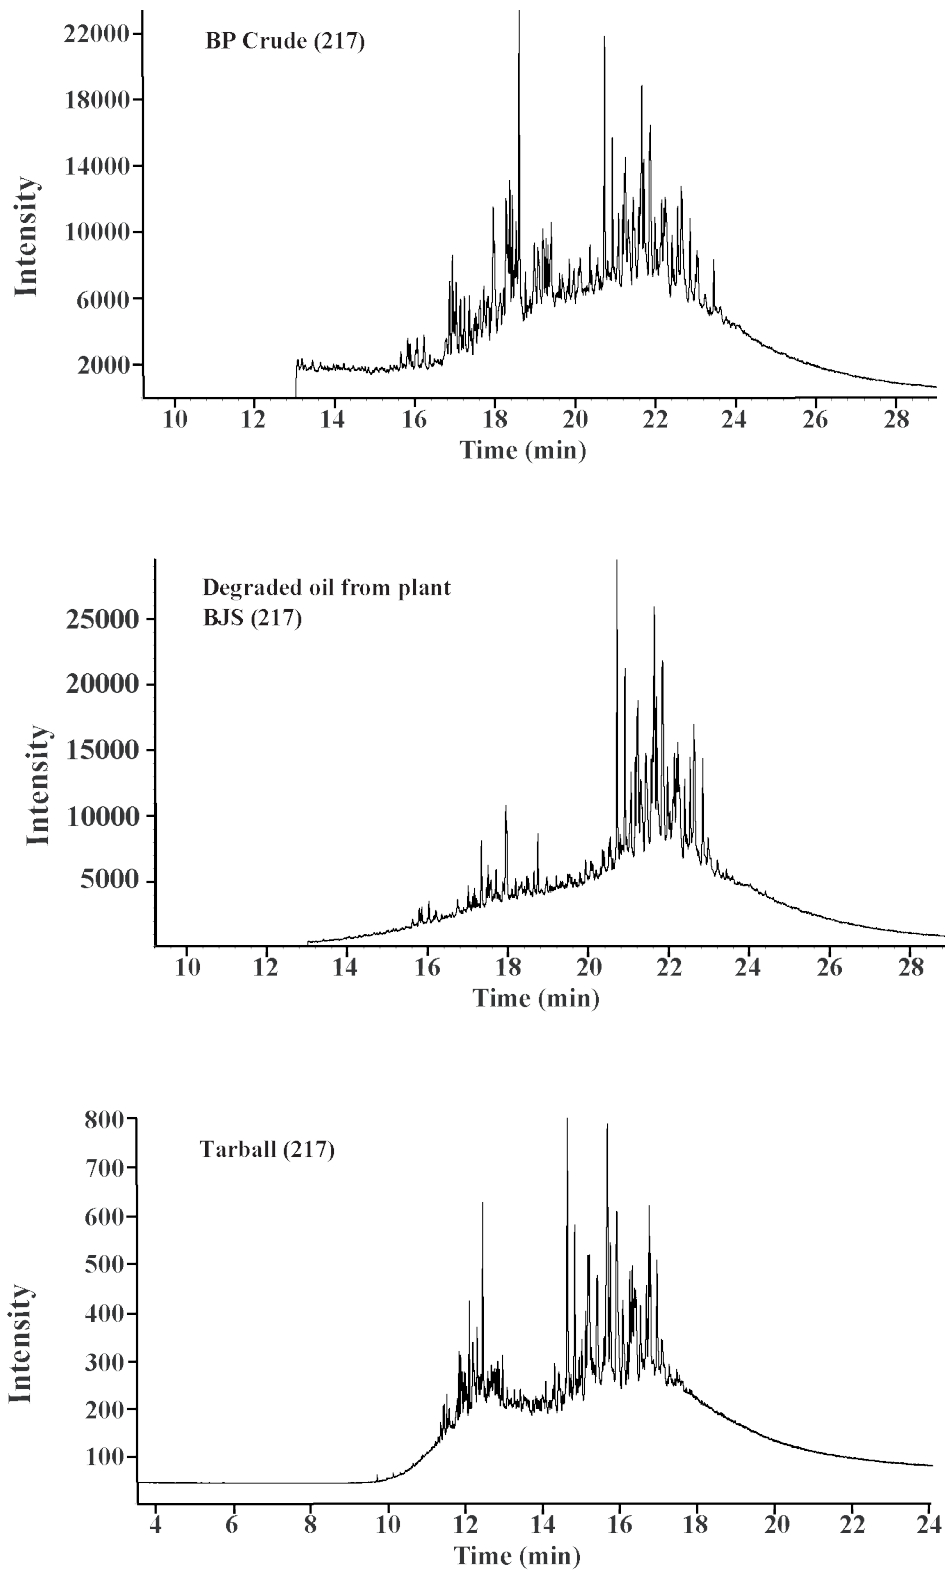 BP Crude (217)
22000
18000
14000
10000
6000
2000
Intensity
10 12 14 16 18 20 22 24 26 28
Time (min)
Degraded oil from plant
BJS (217)
25000
20000
15000
10000
5000
Intensity
10 12 14 16 18 20 22 24 26 28
Time (min)
Tarball (217)
800
700
600
500
400
300
200
100
Intensity
4 6 8 10 12 14 16 18 20 22 24
Time (min)